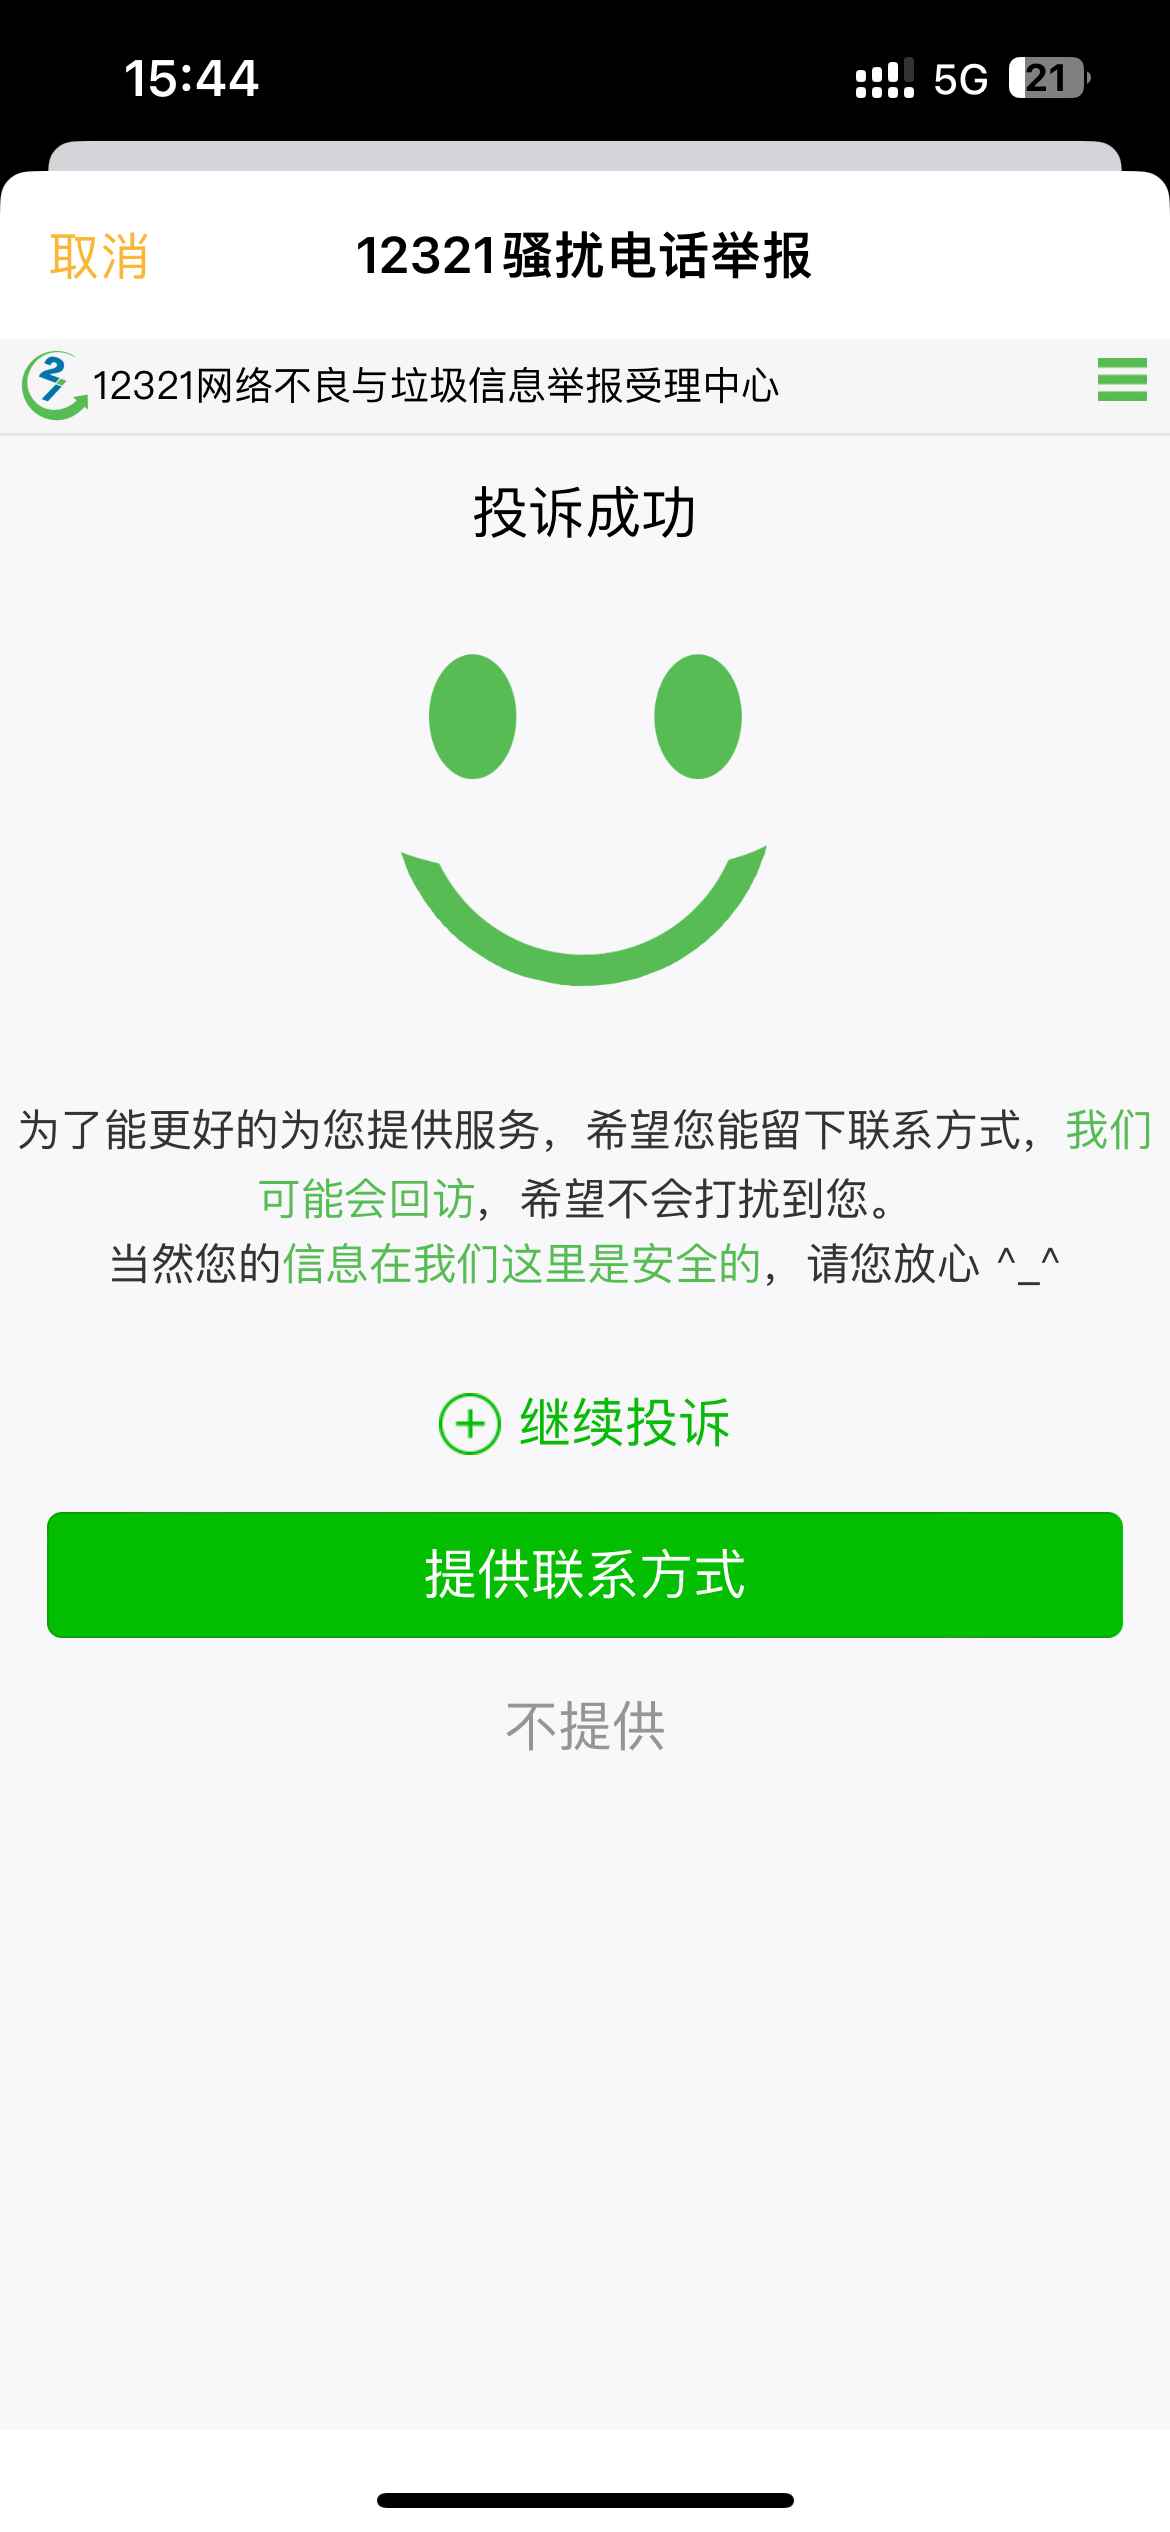 15:44
5G 21
取消
12321骚扰电话举报
12321网络不良与垃圾信息举报受理中心
投诉成功
为了能更好的为您提供服务，希望您能留下联系方式，我们
可能会回访，希望不会打扰到您。
当然您的信息在我们这里是安全的，请您放心 ^_^
继续投诉
提供联系方式
不提供